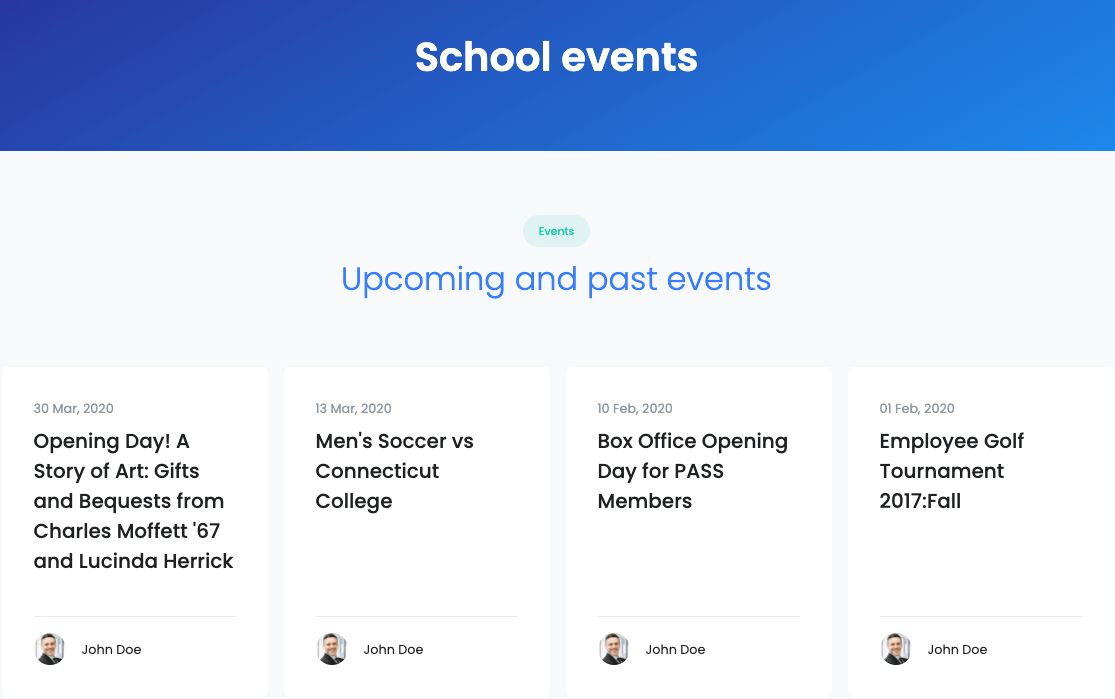 School events
Events
Upcoming and past events
30 Mar, 2020
Opening Day! A
Story of Art: Gifts
and Bequests from
Charles Moffett '67
and Lucinda Herrick
John Doe
13 Mar, 2020
Men's Soccer vs
Connecticut
College
John Doe
10 Feb, 2020
Box Office Opening
Day for PASS
Members
John Doe
01 Feb, 2020
Employee Golf
Tournament
2017:Fall
John Doe